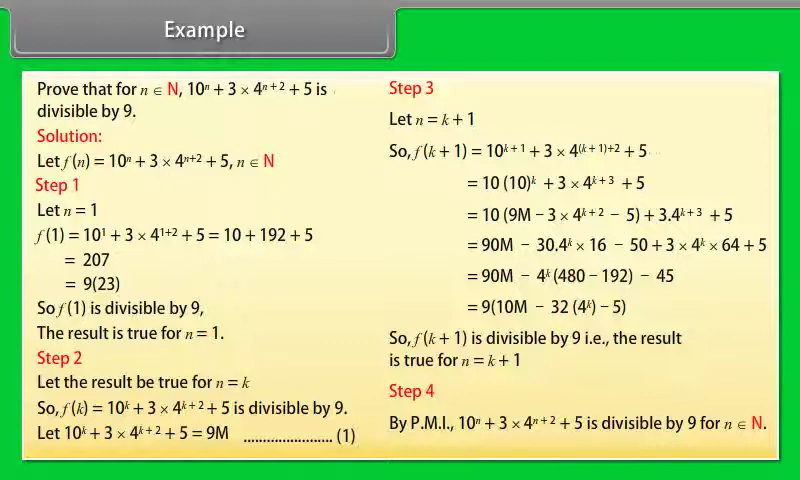 Example
Prove that for n ∈ N, 10ⁿ + 3 × 4ⁿ⁺² + 5 is
divisible by 9.
Solution:
Let f(n) = 10ⁿ + 3 × 4ⁿ⁺² + 5, n ∈ N
Step 1
Let n = 1
f(1) = 10¹ + 3 × 4¹⁺² + 5 = 10 + 192 + 5
= 207
= 9(23)
So f(1) is divisible by 9,
The result is true for n = 1.
Step 2
Let the result be true for n = k
So, f(k) = 10ᵏ + 3 × 4ᵏ⁺² + 5 is divisible by 9.
Let 10ᵏ + 3 × 4ᵏ⁺² + 5 = 9M ....................... (1)
Step 3
Let n = k + 1
So, f(k + 1) = 10ᵏ⁺¹ + 3 × 4⁽ᵏ⁺¹⁾⁺² + 5
= 10 (10)ᵏ + 3 × 4ᵏ⁺³ + 5
= 10 (9M − 3 × 4ᵏ⁺² − 5) + 3.4ᵏ⁺³ + 5
= 90M − 30.4ᵏ × 16 − 50 + 3 × 4ᵏ × 64 + 5
= 90M − 4ᵏ (480 − 192) − 45
= 9(10M − 32 (4ᵏ) − 5)
So, f(k + 1) is divisible by 9 i.e., the result
is true for n = k + 1
Step 4
By P.M.I., 10ⁿ + 3 × 4ⁿ⁺² + 5 is divisible by 9 for n ∈ N.